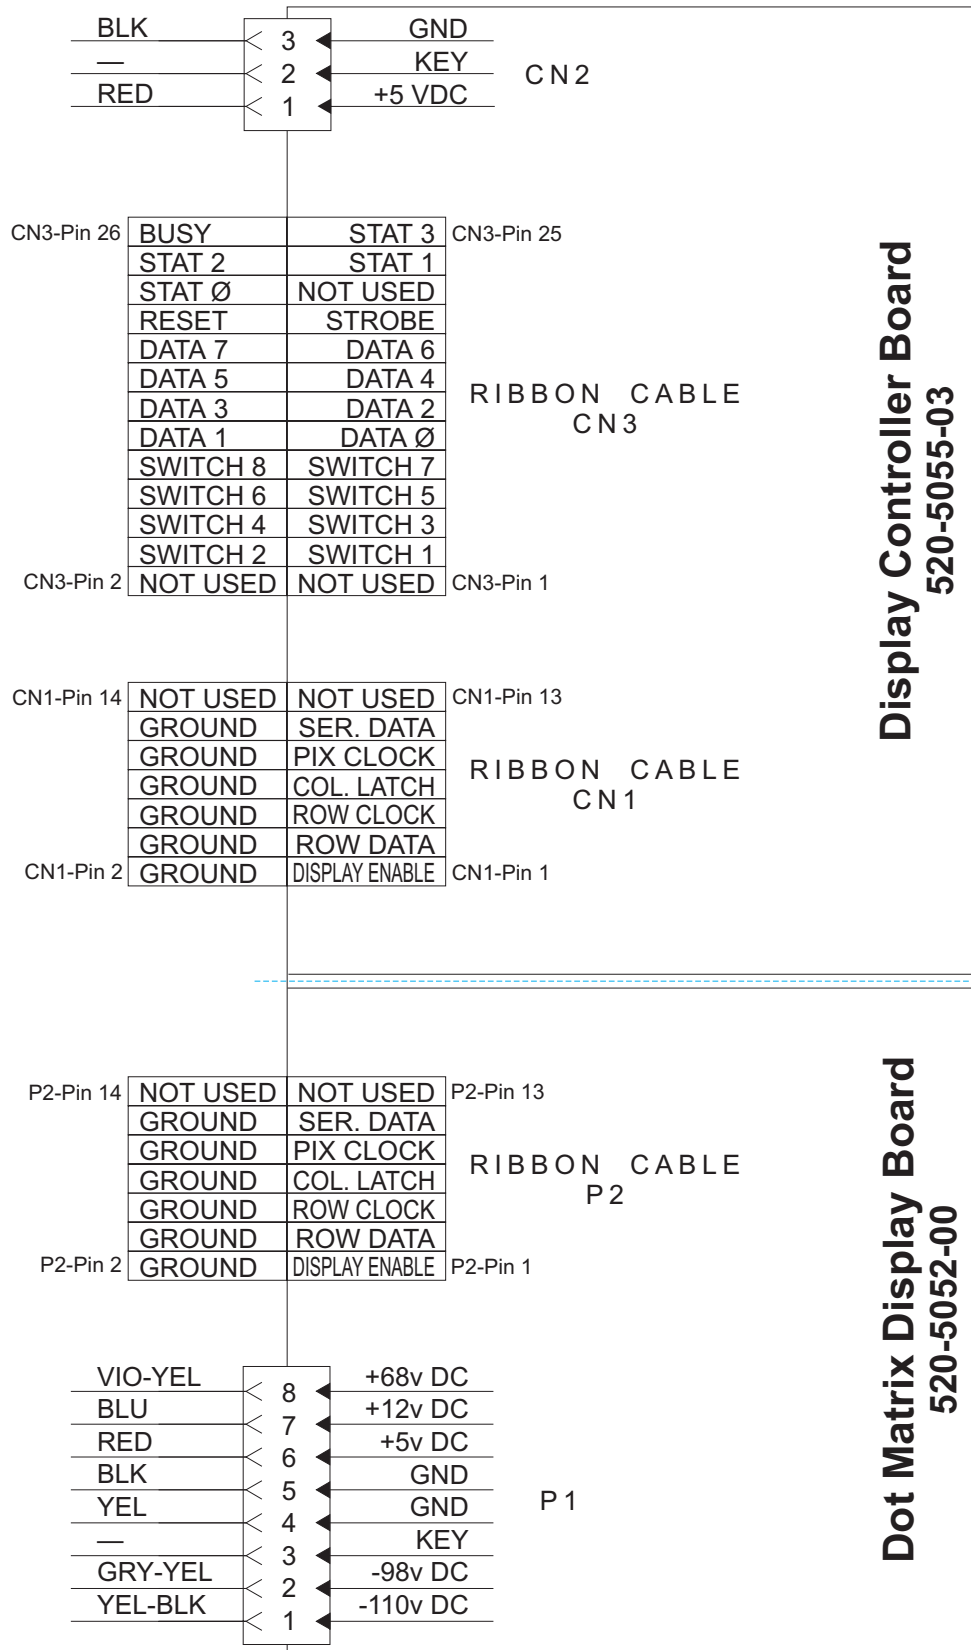 BLK 3 GND
— 2 KEY
RED 1 +5 VDC
CN2
CN3-Pin 26 BUSY STAT 3 CN3-Pin 25
STAT 2 STAT 1
STAT Ø NOT USED
RESET STROBE
DATA 7 DATA 6
DATA 5 DATA 4
DATA 3 DATA 2
DATA 1 DATA Ø
SWITCH 8 SWITCH 7
SWITCH 6 SWITCH 5
SWITCH 4 SWITCH 3
SWITCH 2 SWITCH 1
CN3-Pin 2 NOT USED NOT USED CN3-Pin 1
RIBBON CABLE
CN3
CN1-Pin 14 NOT USED NOT USED CN1-Pin 13
GROUND SER. DATA
GROUND PIX CLOCK
GROUND COL. LATCH
GROUND ROW CLOCK
GROUND ROW DATA
CN1-Pin 2 GROUND DISPLAY ENABLE CN1-Pin 1
RIBBON CABLE
CN1
Display Controller Board
520-5055-03
P2-Pin 14 NOT USED NOT USED P2-Pin 13
GROUND SER. DATA
GROUND PIX CLOCK
GROUND COL. LATCH
GROUND ROW CLOCK
GROUND ROW DATA
P2-Pin 2 GROUND DISPLAY ENABLE P2-Pin 1
RIBBON CABLE
P2
VIO-YEL 8 +68v DC
BLU 7 +12v DC
RED 6 +5v DC
BLK 5 GND
YEL 4 GND
— 3 KEY
GRY-YEL 2 -98v DC
YEL-BLK 1 -110v DC
P1
Dot Matrix Display Board
520-5052-00